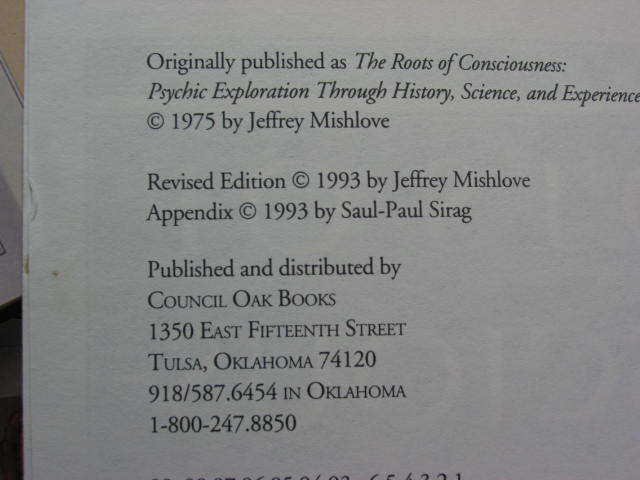 Originally published as The Roots of Consciousness:
Psychic Exploration Through History, Science, and Experience
© 1975 by Jeffrey Mishlove
Revised Edition © 1993 by Jeffrey Mishlove
Appendix © 1993 by Saul-Paul Sirag
Published and distributed by
COUNCIL OAK BOOKS
1350 EAST FIFTEENTH STREET
TULSA, OKLAHOMA 74120
918/587.6454 IN OKLAHOMA
1-800-247.8850